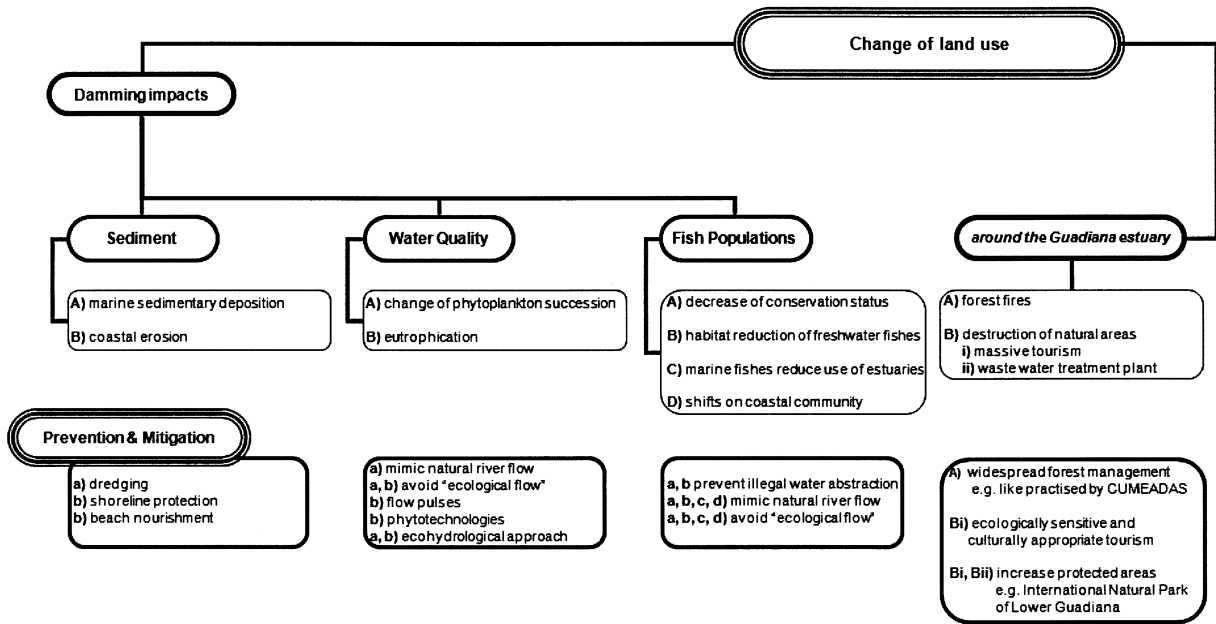 Change of land use
Damming impacts
Sediment
Water Quality
Fish Populations
around the Guadiana estuary
A) marine sedimentary deposition
B) coastal erosion
A) change of phytoplankton succession
B) eutrophication
A) decrease of conservation status
B) habitat reduction of freshwater fishes
C) marine fishes reduce use of estuaries
D) shifts on coastal community
A) forest fires
B) destruction of natural areas
i) massive tourism
ii) waste water treatment plant
Prevention & Mitigation
a) dredging
b) shoreline protection
b) beach nourishment
a) mimic natural river flow
a, b) avoid "ecological flow"
b) flow pulses
b) phytotechnologies
a, b) ecohydrological approach
a, b prevent illegal water abstraction
a, b, c, d) mimic natural river flow
a, b, c, d) avoid "ecological flow"
A) widespread forest management
e.g. like practised by CUMEADAS
Bi) ecologically sensitive and
culturally appropriate tourism
Bi, Bii) increase protected areas
e.g. International Natural Park
of Lower Guadiana